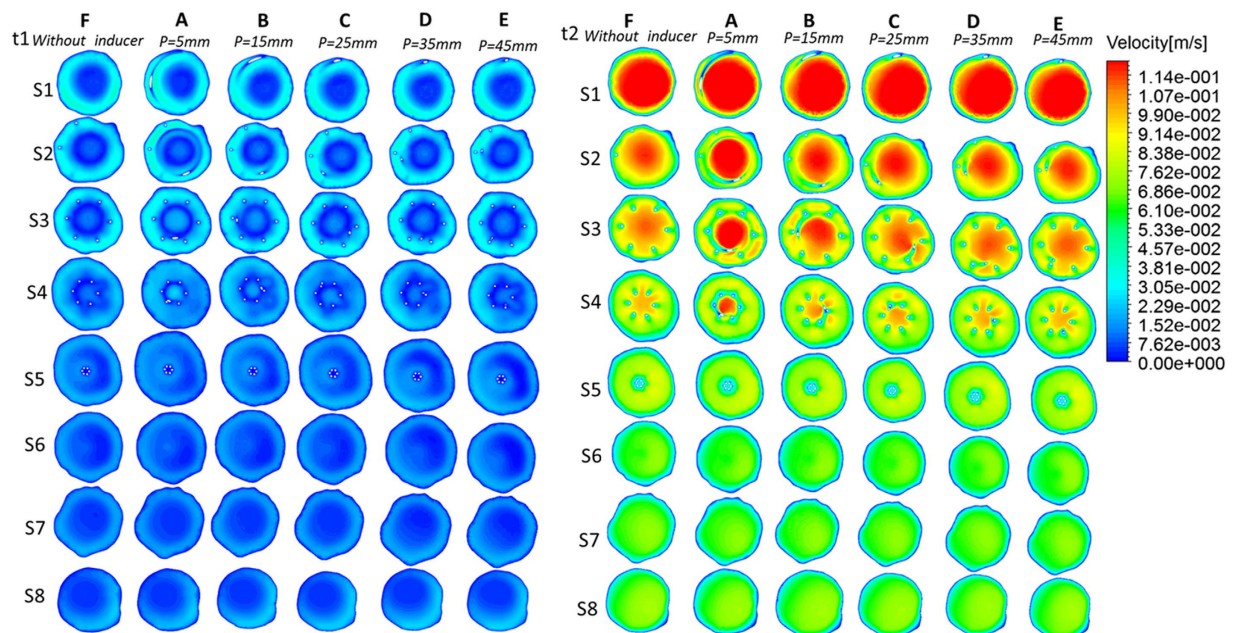 F A B C D E
t1 Without inducer P=5mm P=15mm P=25mm P=35mm P=45mm
S1
S2
S3
S4
S5
S6
S7
S8
F A B C D E
t2 Without inducer P=5mm P=15mm P=25mm P=35mm P=45mm
S1
S2
S3
S4
S5
S6
S7
S8
Velocity[m/s]
1.14e-001
1.07e-001
9.90e-002
9.14e-002
8.38e-002
7.62e-002
6.86e-002
6.10e-002
5.33e-002
4.57e-002
3.81e-002
3.05e-002
2.29e-002
1.52e-002
7.62e-003
0.00e+000